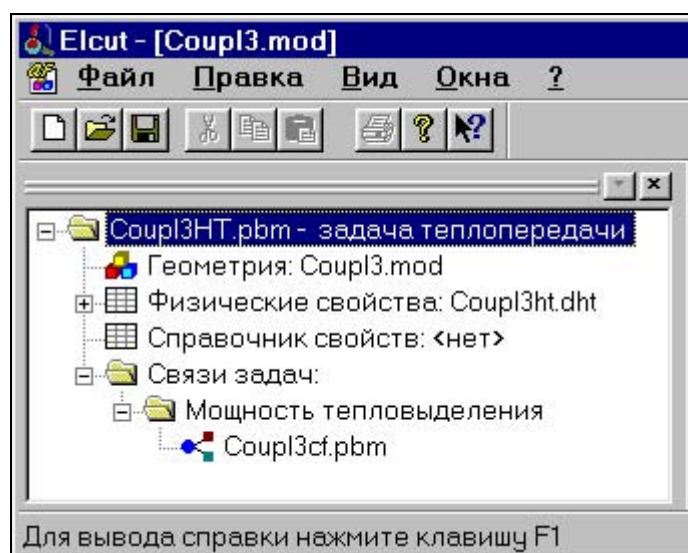 Elcut - [Coupl3.mod]
Файл Правка Вид Окна ?
Coupl3HT.pbm - задача теплопередачи
Геометрия: Coupl3.mod
Физические свойства: Coupl3ht.dht
Справочник свойств: <нет>
Связи задач:
Мощность тепловыделения
Coupl3cf.pbm
Для вывода справки нажмите клавишу F1